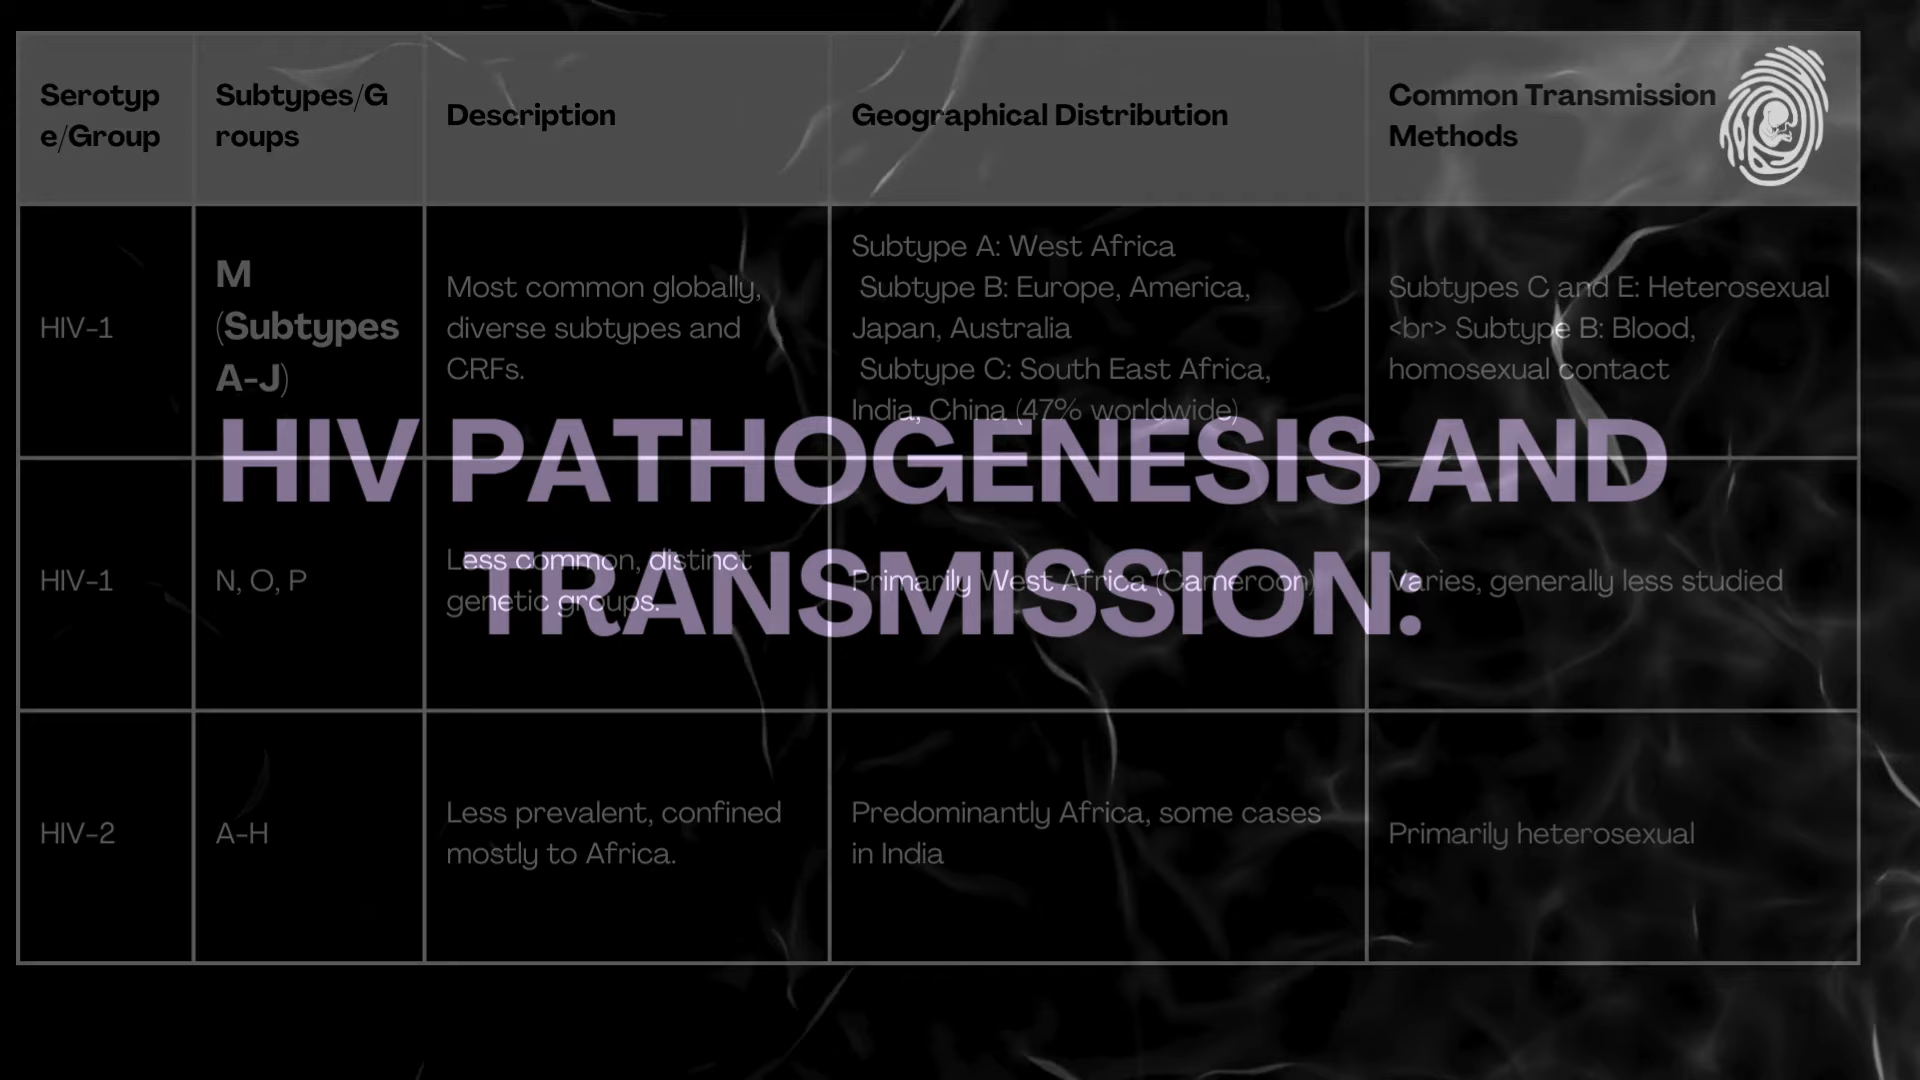 Serotyp
e/Group
Subtypes/G
roups
Description
Geographical Distribution
Common Transmission
Methods
HIV-1
M
(Subtypes
A-J)
Most common globally,
diverse subtypes and
CRFs.
Subtype A: West Africa
Subtype B: Europe, America,
Japan, Australia
Subtype C: South East Africa,
India, China (47% worldwide)
Subtypes C and E: Heterosexual
<br> Subtype B: Blood,
homosexual contact
HIV PATHOGENESIS AND
TRANSMISSION:
HIV-1
N, O, P
Less common, distinct
genetic groups.
Primarily West Africa (Cameroon)
Varies, generally less studied
HIV-2
A-H
Less prevalent, confined
mostly to Africa.
Predominantly Africa, some cases
in India
Primarily heterosexual